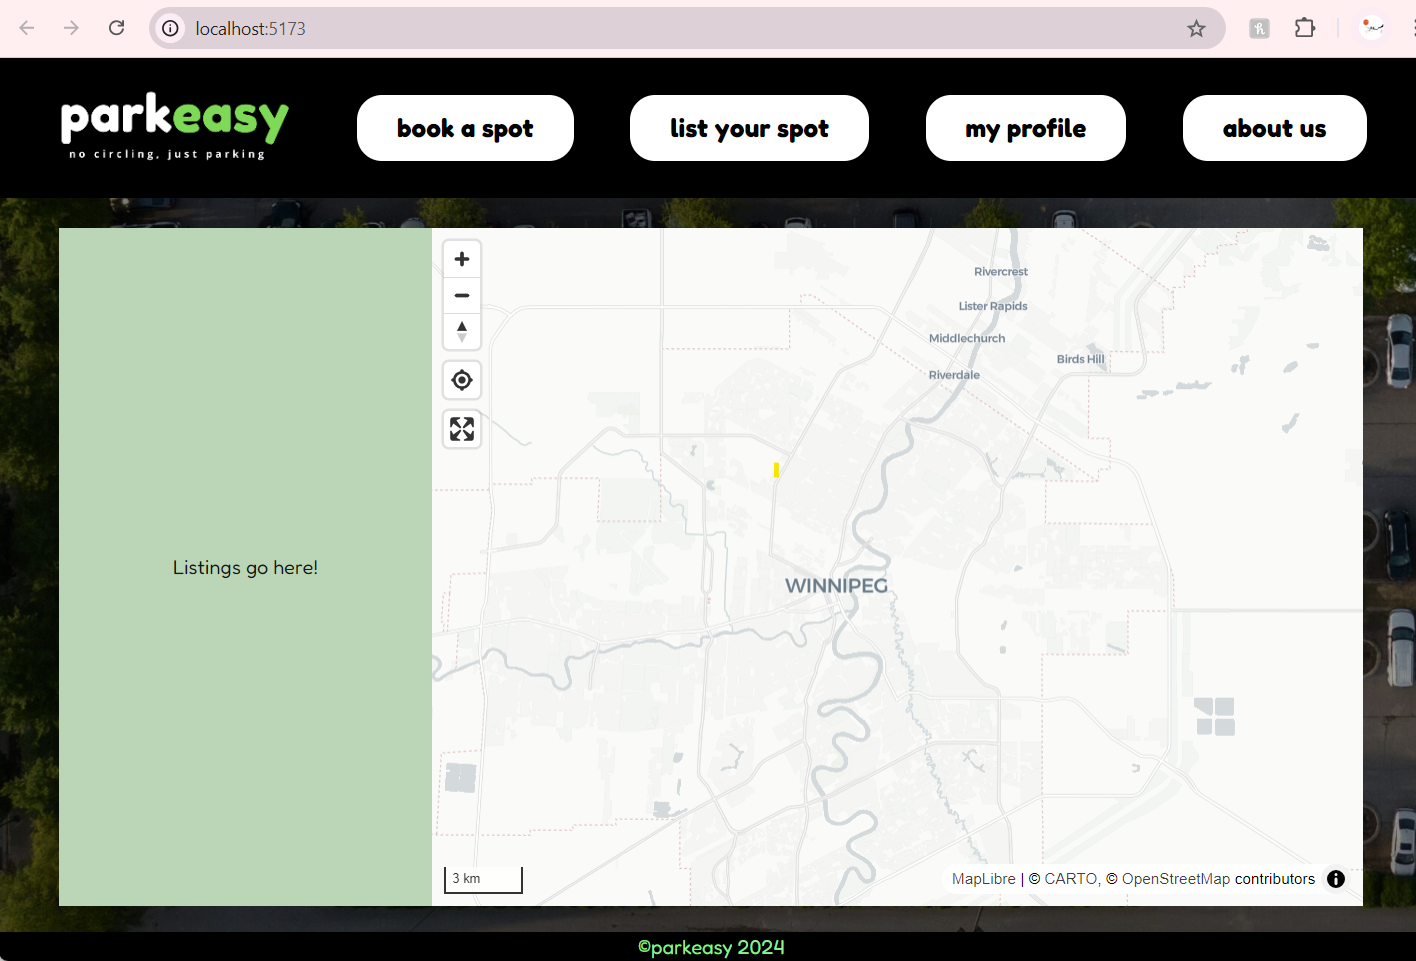 localhost:5173
parkeasy
no circling, just parking
book a spot
list your spot
my profile
about us
Listings go here!
Rivercrest
Lister Rapids
Middlechurch
Birds Hill
Riverdale
WINNIPEG
3 km
MapLibre | © CARTO, © OpenStreetMap contributors
©parkeasy 2024